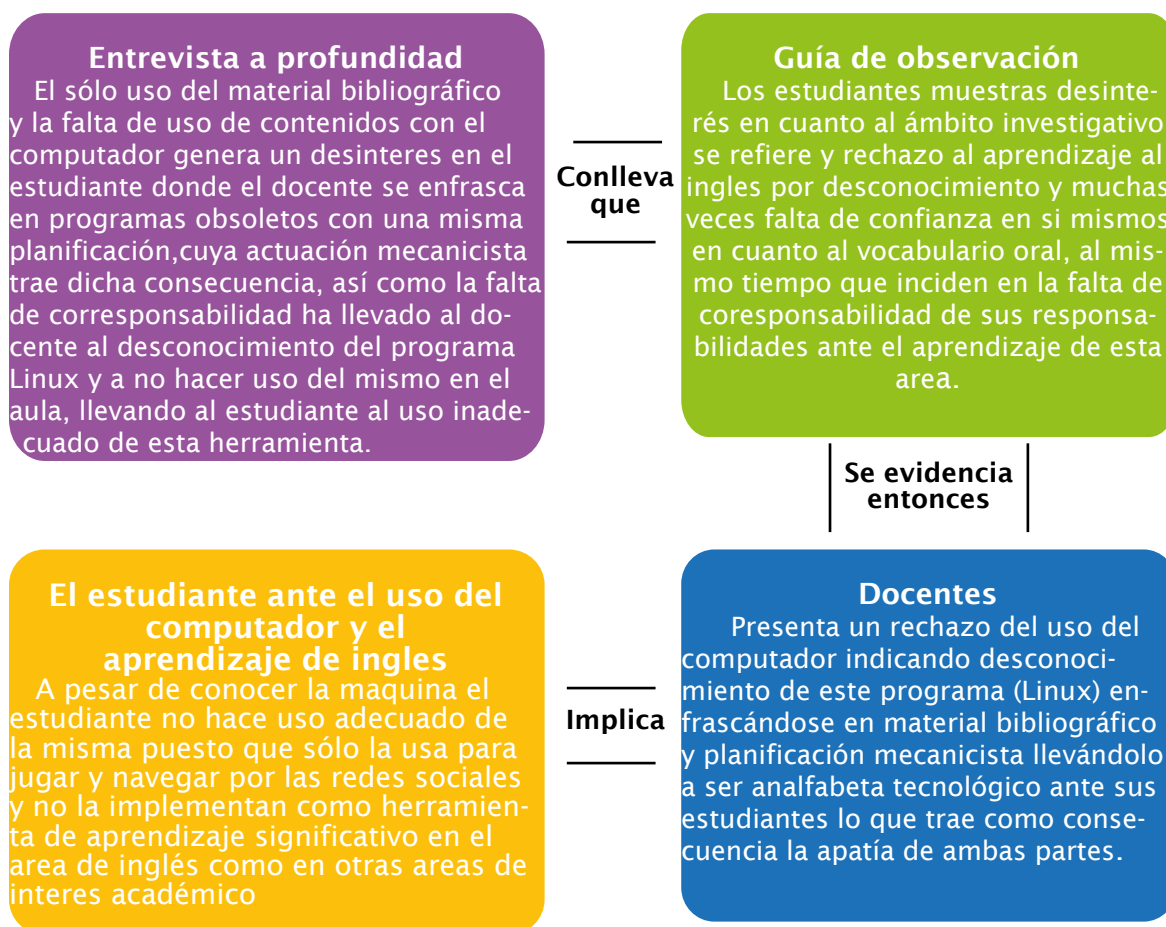 Entrevista a profundidad
El sólo uso del material bibliográfico
y la falta de uso de contenidos con el
computador genera un desinteres en el
estudiante donde el docente se enfrasca
en programas obsoletos con una misma
planificación,cuya actuación mecanicista
trae dicha consecuencia, así como la falta
de corresponsabilidad ha llevado al do-
cente al desconocimiento del programa
Linux y a no hacer uso del mismo en el
aula, llevando al estudiante al uso inade-
cuado de esta herramienta.
Conlleva
que
Guía de observación
Los estudiantes muestras desinte-
rés en cuanto al ámbito investigativo
se refiere y rechazo al aprendizaje al
ingles por desconocimiento y muchas
veces falta de confianza en si mismos
en cuanto al vocabulario oral, al mis-
mo tiempo que inciden en la falta de
coresponsabilidad de sus responsa-
bilidades ante el aprendizaje de esta
area.
Se evidencia
entonces
El estudiante ante el uso del
computador y el
aprendizaje de ingles
A pesar de conocer la maquina el
estudiante no hace uso adecuado de
la misma puesto que sólo la usa para
jugar y navegar por las redes sociales
y no la implementan como herramien-
ta de aprendizaje significativo en el
area de inglés como en otras areas de
interes académico
Implica
Docentes
Presenta un rechazo del uso del
computador indicando desconoci-
miento de este programa (Linux) en-
frascándose en material bibliográfico
y planificación mecanicista llevándolo
a ser analfabeta tecnológico ante sus
estudiantes lo que trae como conse-
cuencia la apatía de ambas partes.